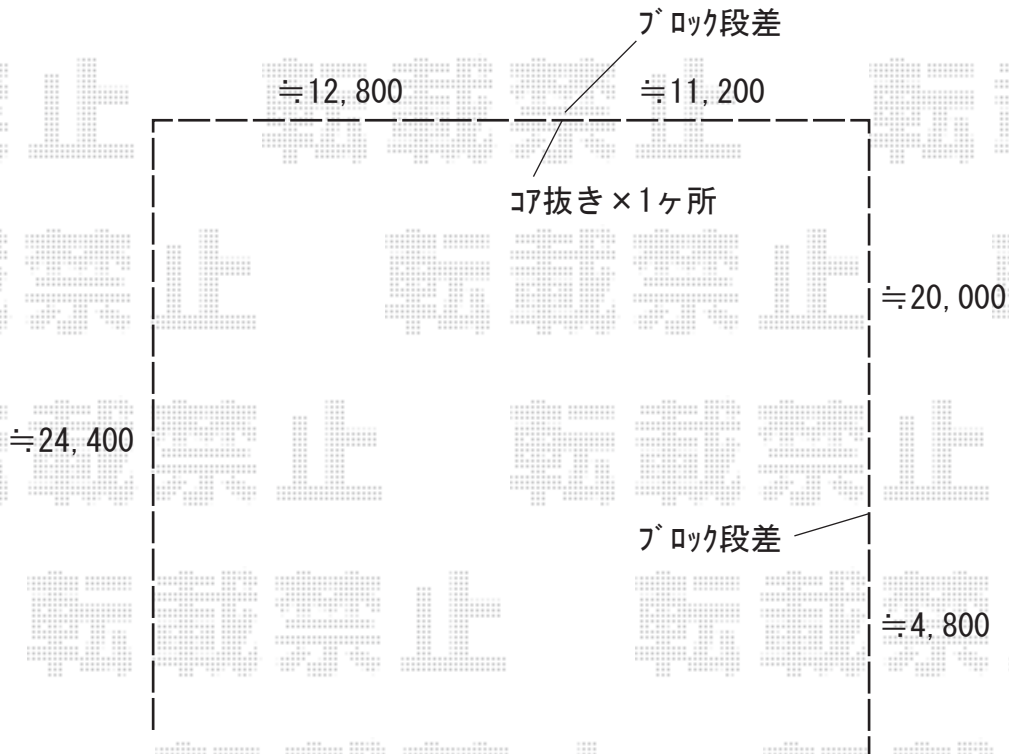 ブロック段差
≒12,800
≒11,200
コア抜き×1ヶ所
≒20,000
≒24,400
ブロック段差
≒4,800
転載禁止